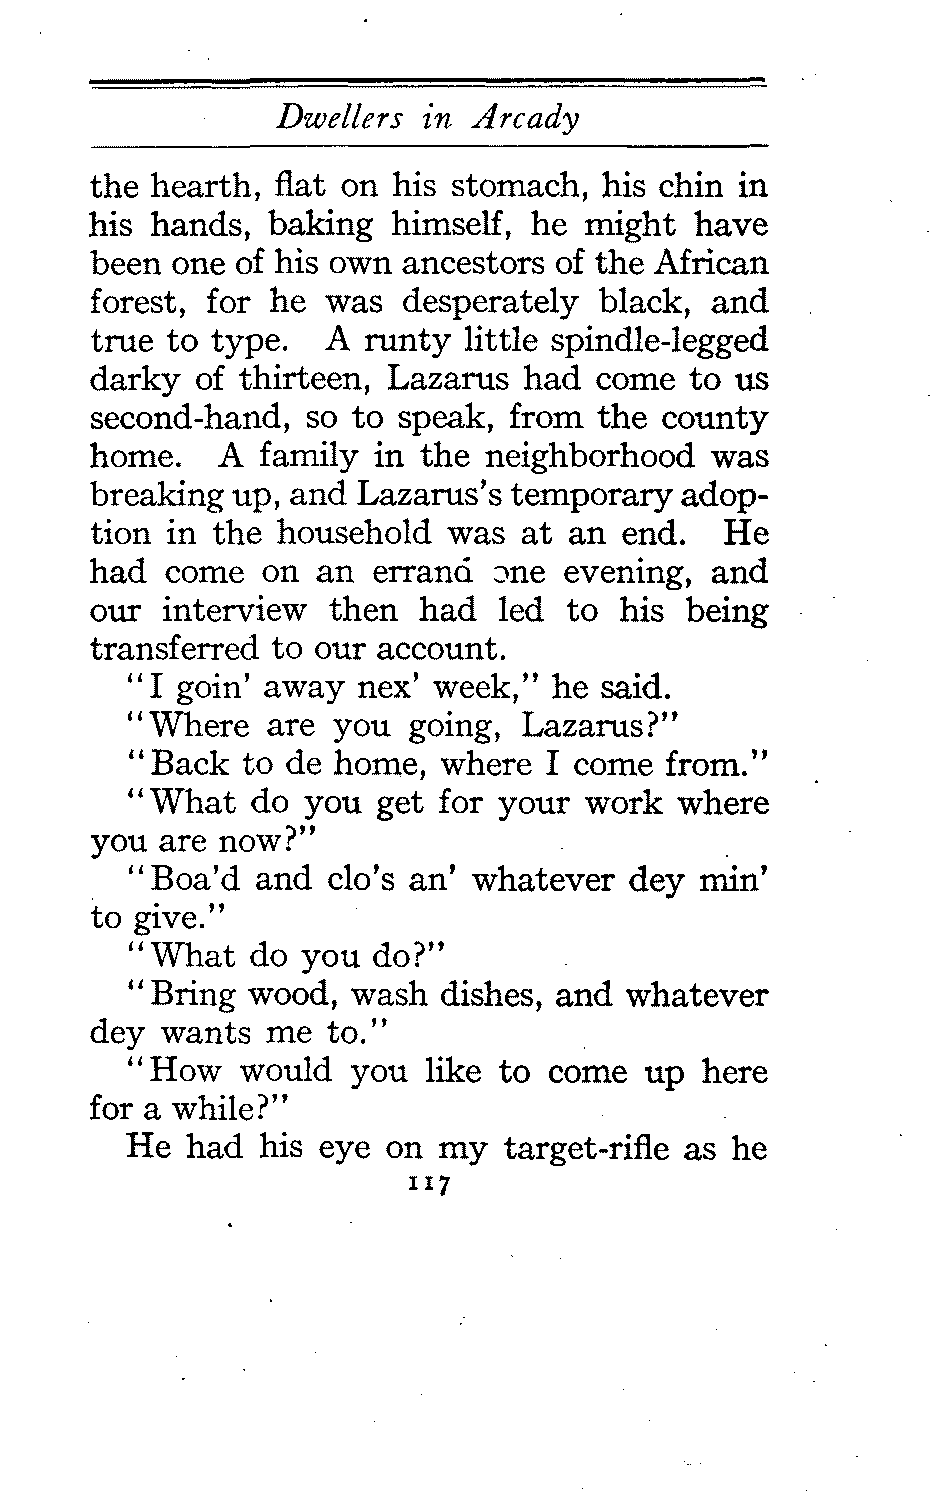 Dwellers in Arcady
the hearth, flat on his stomach, his chin in
his hands, baking himself, he might have
been one of his own ancestors of the African
forest, for he was desperately black, and
true to type. A runty little spindle-legged
darky of thirteen, Lazarus had come to us
second-hand, so to speak, from the county
home. A family in the neighborhood was
breaking up, and Lazarus's temporary adop-
tion in the household was at an end. He
had come on an errand one evening, and
our interview then had led to his being
transferred to our account.
"I goin' away nex' week," he said.
"Where are you going, Lazarus?"
"Back to de home, where I come from."
"What do you get for your work where
you are now?"
"Boa'd and clo's an' whatever dey min'
to give."
"What do you do?"
"Bring wood, wash dishes, and whatever
dey wants me to."
"How would you like to come up here
for a while?"
He had his eye on my target-rifle as he
117